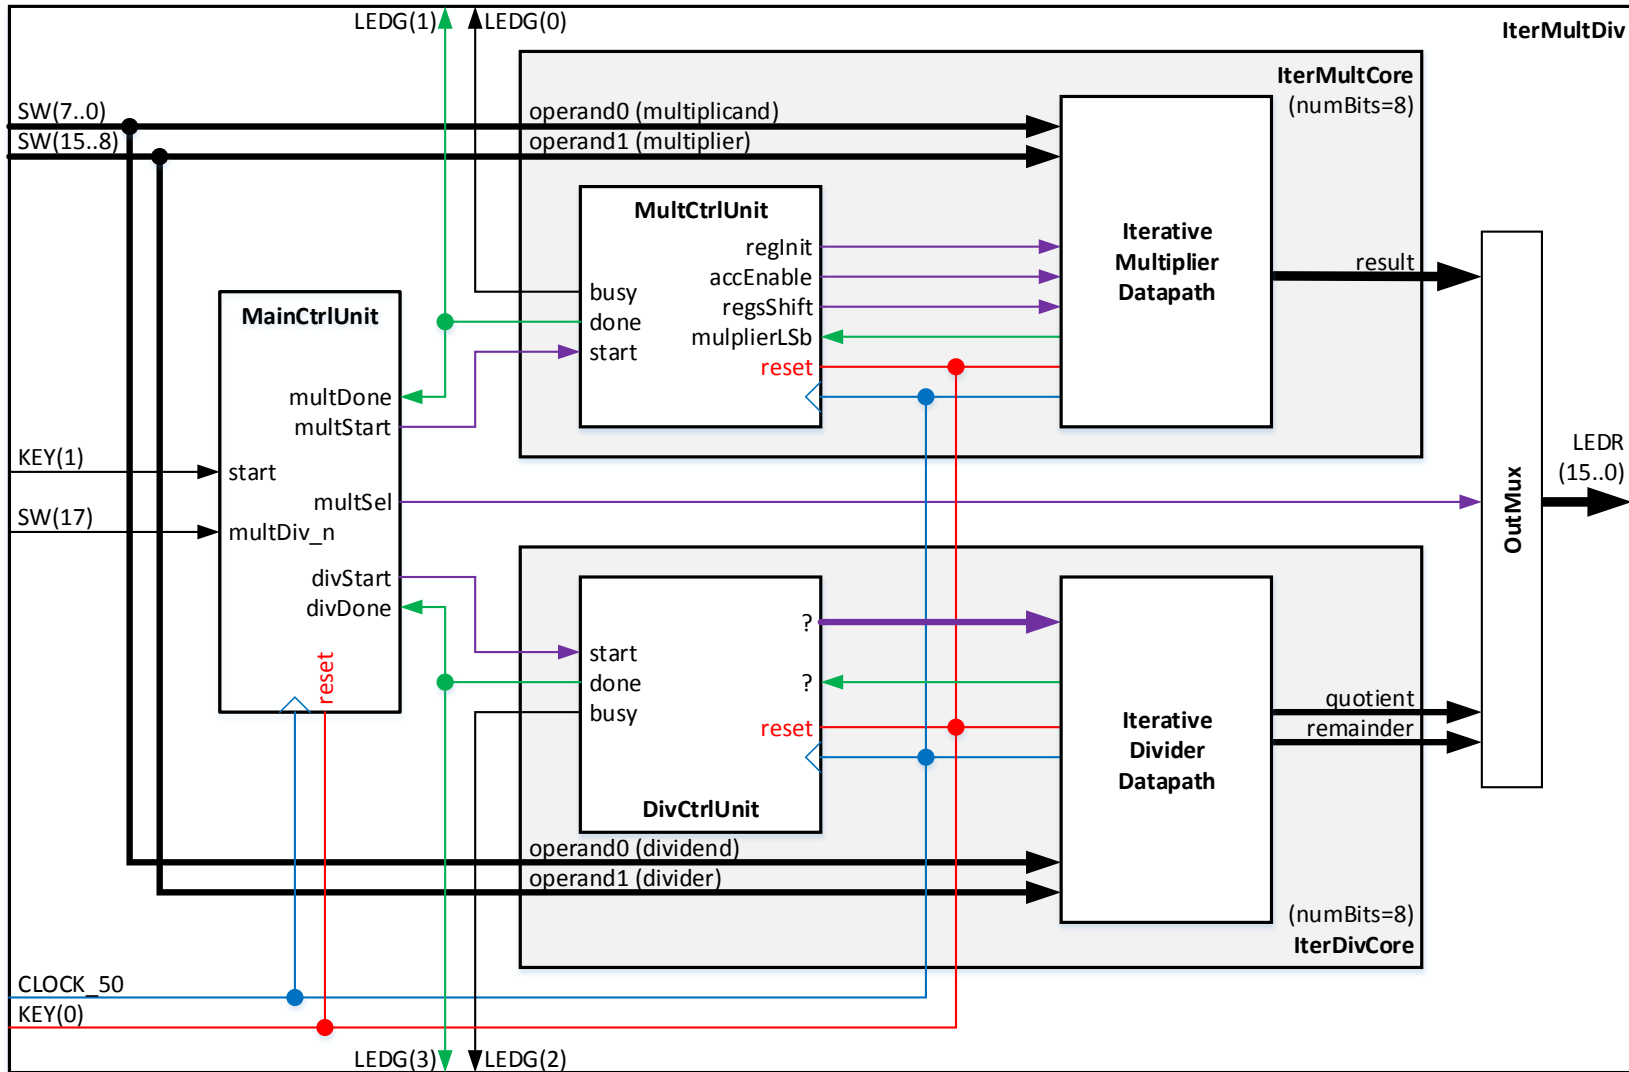 LEDG(1)
LEDG(0)
IterMultDiv
IterMultCore
(numBits=8)
SW(7..0)
operand0 (multiplicand)
SW(15..8)
operand1 (multiplier)
MultCtrlUnit
regInit
accEnable
regsShift
mulplierLSb
reset
busy
done
start
Iterative
Multiplier
Datapath
result
MainCtrlUnit
multDone
multStart
KEY(1)
start
multSel
SW(17)
multDiv_n
divStart
divDone
reset
LEDR
(15..0)
OutMux
?
start
done
?
busy
reset
DivCtrlUnit
Iterative
Divider
Datapath
quotient
remainder
operand0 (dividend)
operand1 (divider)
(numBits=8)
IterDivCore
CLOCK_50
KEY(0)
LEDG(3)
LEDG(2)